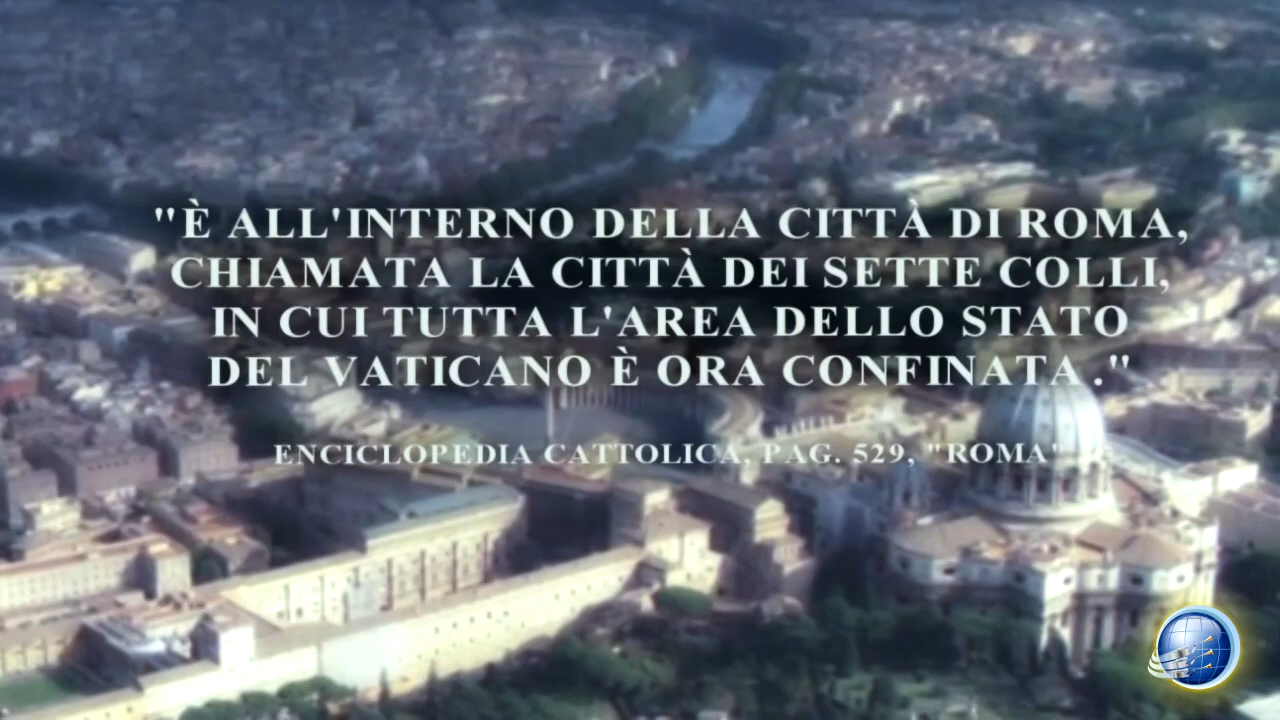 "È ALL'INTERNO DELLA CITTÀ DI ROMA,
CHIAMATA LA CITTÀ DEI SETTE COLLI,
IN CUI TUTTA L'AREA DELLO STATO
DEL VATICANO È ORA CONFINATA ."
ENCICLOPEDIA CATTOLICA, PAG. 529, "ROMA"